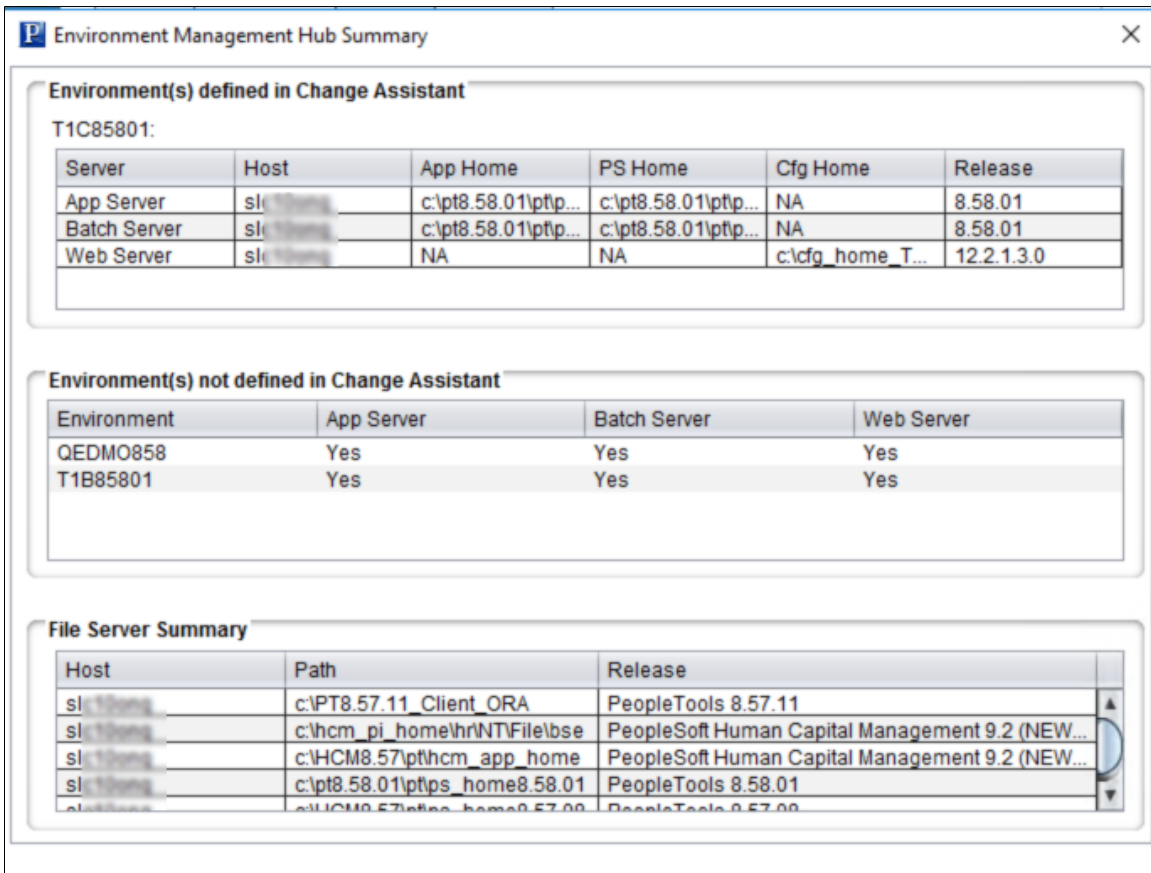 P Environment Management Hub Summary
Environment(s) defined in Change Assistant
T1C85801:
Server Host App Home PS Home Cfg Home Release
App Server c:\pt8.58.01\pt\p... c:\pt8.58.01\pt\p... NA 8.58.01
Batch Server c:\pt8.58.01\pt\p... c:\pt8.58.01\pt\p... NA 8.58.01
Web Server NA NA c:\cfg_home_T... 12.2.1.3.0
Environment(s) not defined in Change Assistant
Environment App Server Batch Server Web Server
QEDMO858 Yes Yes Yes
T1B85801 Yes Yes Yes
File Server Summary
Host Path Release
c:\PT8.57.11_Client_ORA PeopleTools 8.57.11
c:\hcm_pi_home\hr\NT\File\bse PeopleSoft Human Capital Management 9.2 (NEW...
c:\HCM8.57\pt\hcm_app_home PeopleSoft Human Capital Management 9.2 (NEW...
c:\pt8.58.01\pt\ps_home8.58.01 PeopleTools 8.58.01